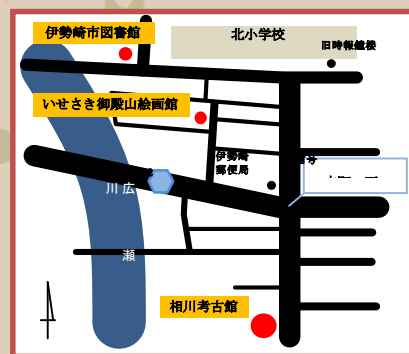 伊勢崎市図書館
北小学校
旧時報鐘楼
いせさき御殿山絵画館
伊勢崎
郵便局
号
広
川
瀬
相川考古館